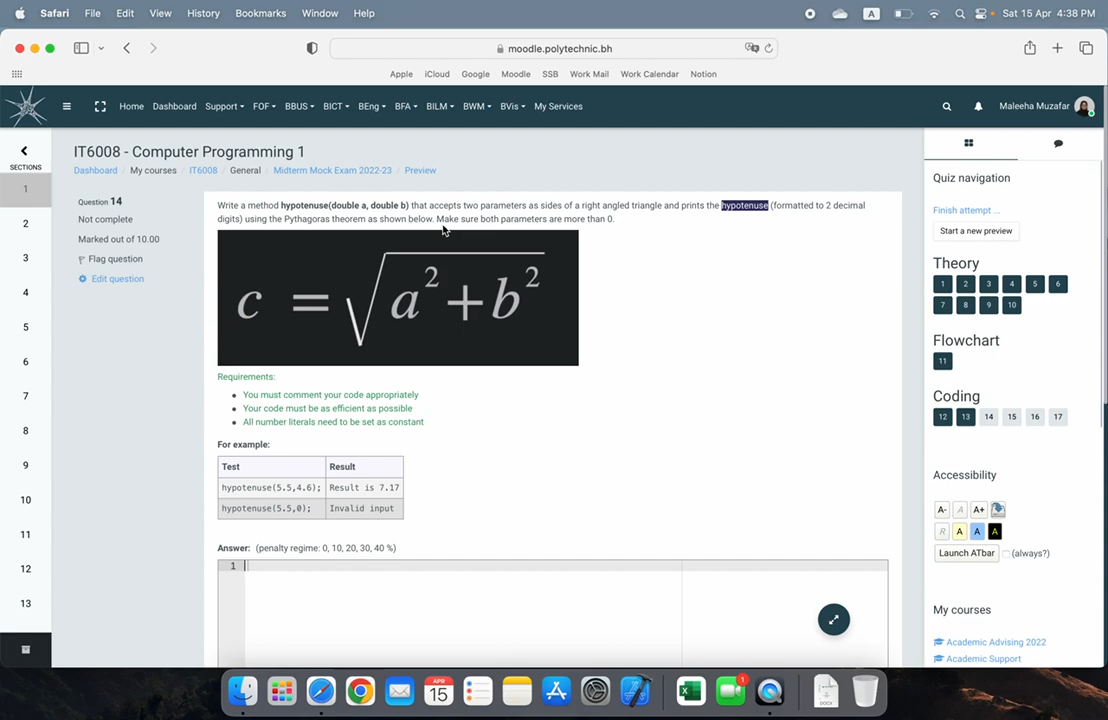 Safari File Edit View History Bookmarks Window Help A Sat 15 Apr 4:38 PM
moodle.polytechnic.bh
Apple iCloud Google Moodle SSB Work Mail Work Calendar Notion
Home Dashboard Support FOF BBUS BICT BEng BFA BILM BWM BVis My Services Maleeha Muzafar
SECTIONS
1
2
3
4
5
6
7
8
9
10
11
12
13
IT6008 - Computer Programming 1
Dashboard / My courses / IT6008 / General / Midterm Mock Exam 2022-23 / Preview
Question 14
Not complete
Marked out of 10.00
Flag question
Edit question
Write a method hypotenuse(double a, double b) that accepts two parameters as sides of a right angled triangle and prints the hypotenuse (formatted to 2 decimal
digits) using the Pythagoras theorem as shown below. Make sure both parameters are more than 0.
c = √a²+b²
Requirements:
You must comment your code appropriately
Your code must be as efficient as possible
All number literals need to be set as constant
For example:
Test Result
hypotenuse(5.5,4.6); Result is 7.17
hypotenuse(5.5,0); Invalid input
Answer: (penalty regime: 0, 10, 20, 30, 40 %)
1
Quiz navigation
Finish attempt ...
Start a new preview
Theory
1 2 3 4 5 6
7 8 9 10
Flowchart
11
Coding
12 13 14 15 16 17
Accessibility
A- A A+
R A A A
Launch ATbar (always?)
My courses
Academic Advising 2022
Academic Support
APR
15
1
DOCX